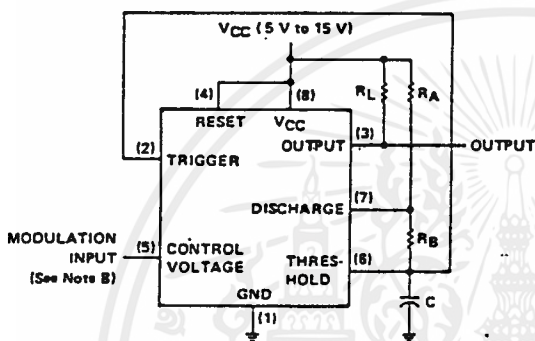 VCC (5 V to 15 V)
(4)
(8)
RL
RA
RESET
VCC
(2)
TRIGGER
(3)
OUTPUT
OUTPUT
(7)
DISCHARGE
RB
MODULATION
INPUT
(See Note B)
(5)
CONTROL
VOLTAGE
THRES-
HOLD
(6)
GND
(1)
C